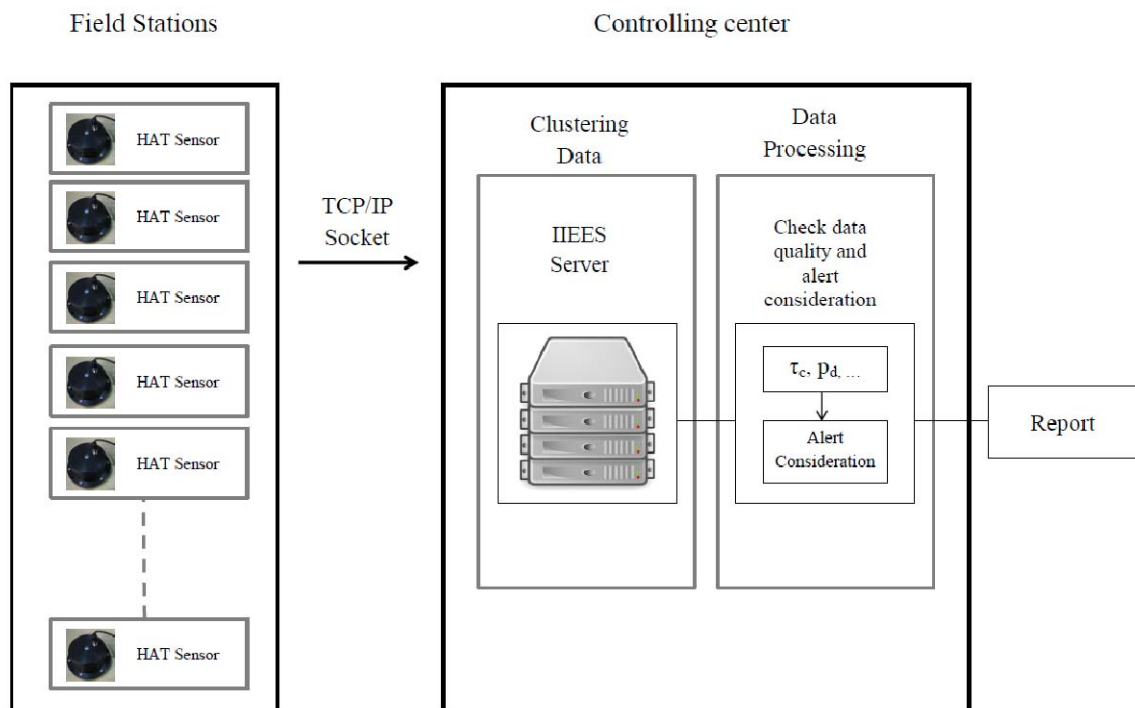 Field Stations
Controlling center
HAT Sensor
HAT Sensor
HAT Sensor
HAT Sensor
HAT Sensor
HAT Sensor
TCP/IP
Socket
Clustering
Data
IIEES
Server
Data
Processing
Check data
quality and
alert
consideration
τc, pd, ...
Alert
Consideration
Report